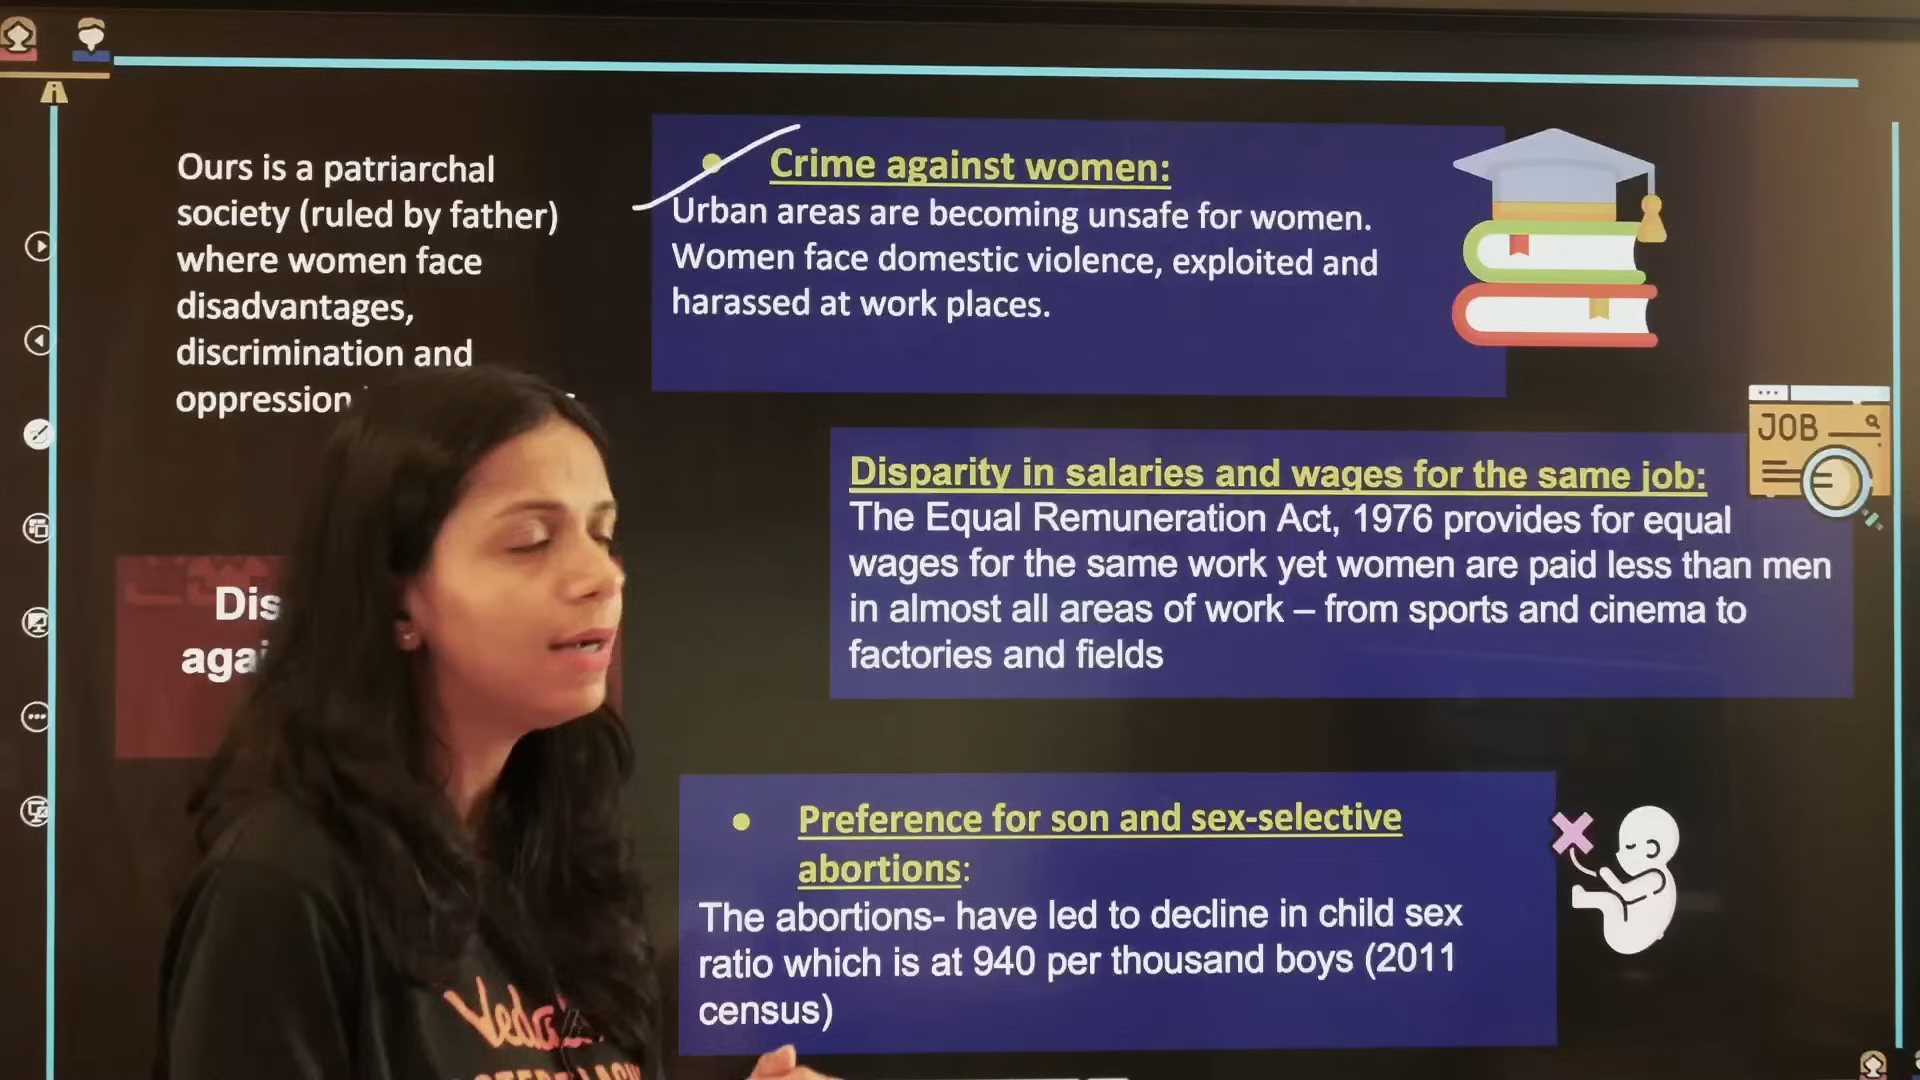 Ours is a patriarchal
society (ruled by father)
where women face
disadvantages,
discrimination and
oppression
Crime against women:
Urban areas are becoming unsafe for women.
Women face domestic violence, exploited and
harassed at work places.
JOB
Disparity in salaries and wages for the same job:
The Equal Remuneration Act, 1976 provides for equal
wages for the same work yet women are paid less than men
in almost all areas of work – from sports and cinema to
factories and fields
Preference for son and sex-selective
abortions:
The abortions- have led to decline in child sex
ratio which is at 940 per thousand boys (2011
census)